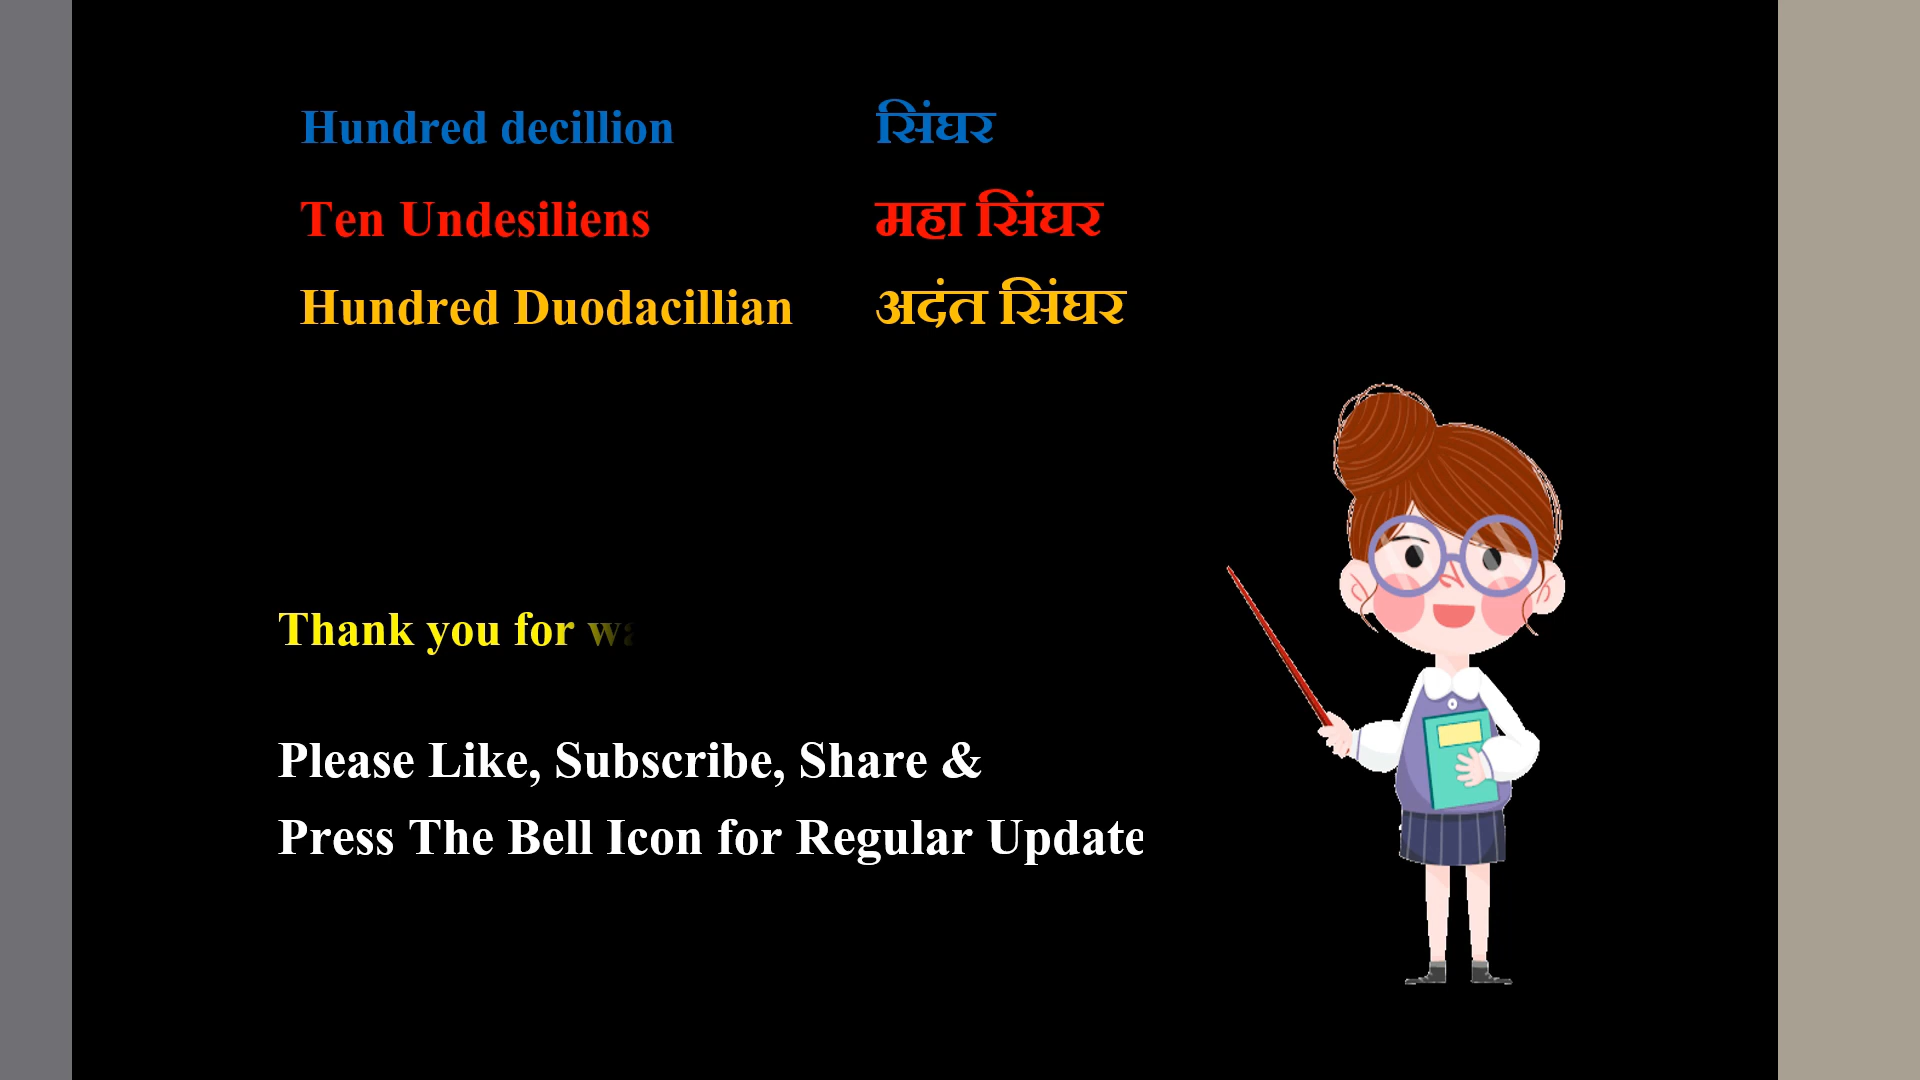 Hundred decillion सिंघर
Ten Undesiliens महा सिंघर
Hundred Duodacillian अदंत सिंघर
Thank you for
Please Like, Subscribe, Share &
Press The Bell Icon for Regular Update